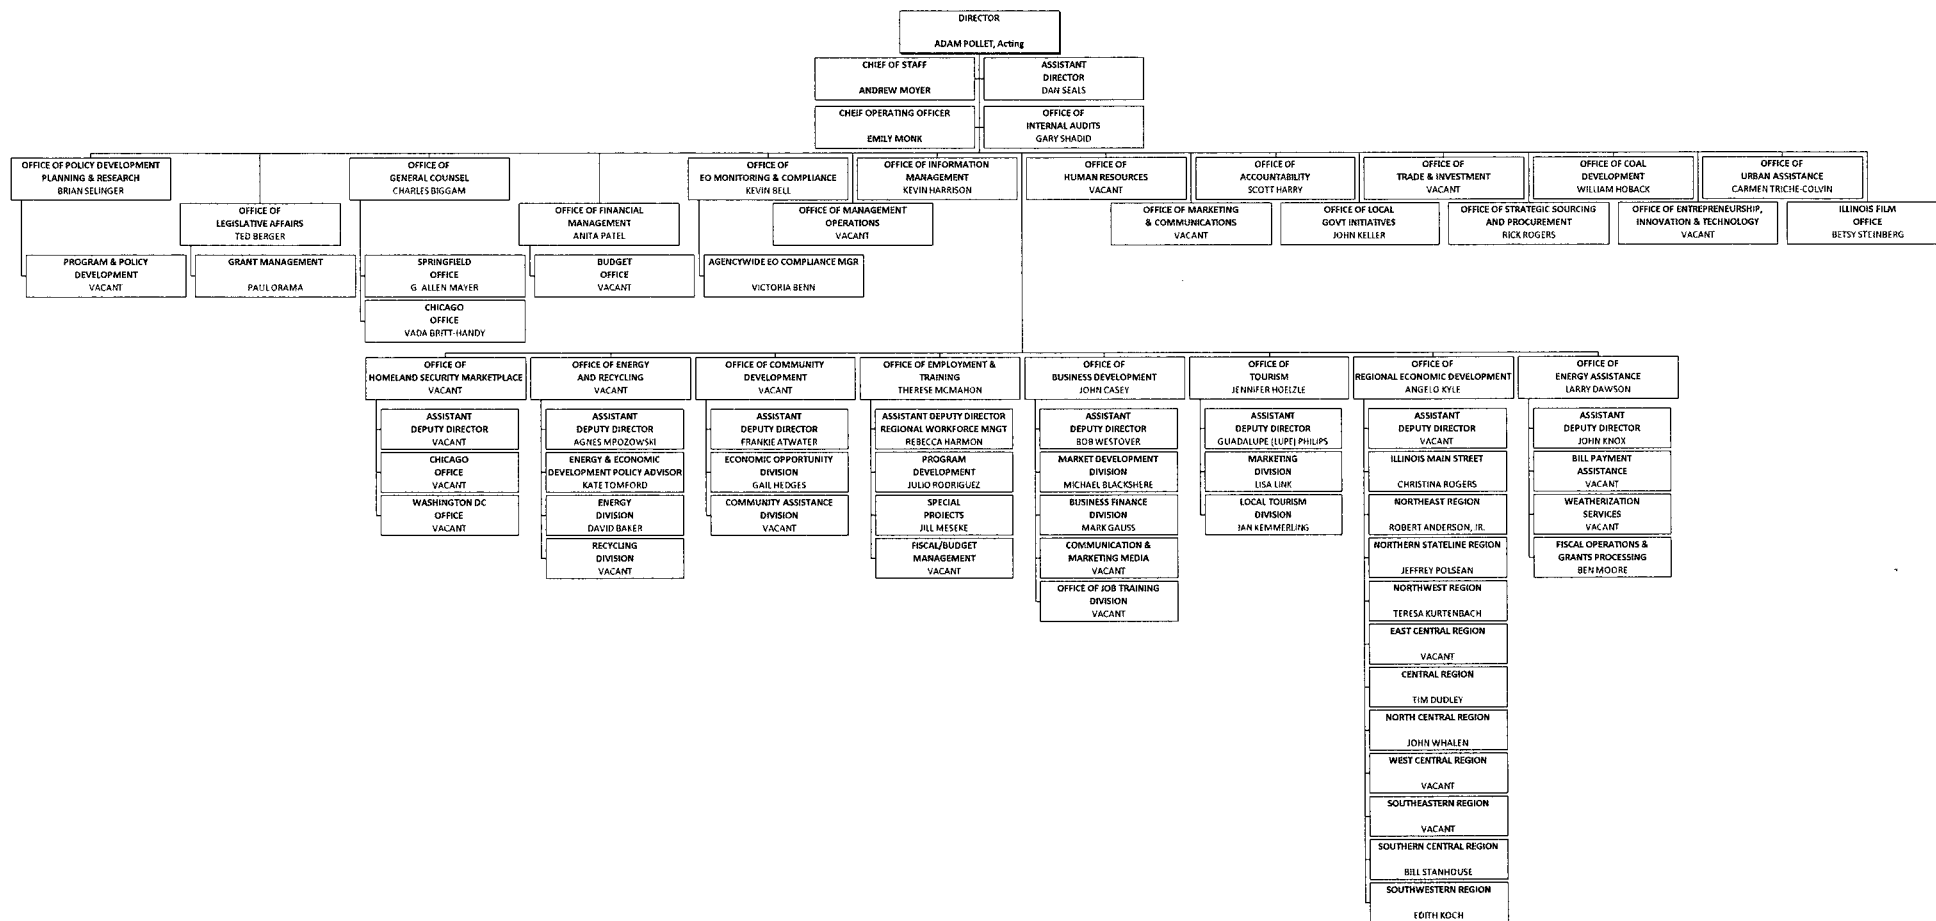 DIRECTOR
ADAM POLLET, Acting
CHIEF OF STAFF
ANDREW MOYER
ASSISTANT
DIRECTOR
DAN SEALS
CHEIF OPERATING OFFICER
EMILY MONK
OFFICE OF
INTERNAL AUDITS
GARY SHADID
OFFICE OF POLICY DEVELOPMENT
PLANNING & RESEARCH
BRIAN SELINGER
OFFICE OF
GENERAL COUNSEL
CHARLES BIGGAM
OFFICE OF
EO MONITORING & COMPLIANCE
KEVIN BELL
OFFICE OF INFORMATION
MANAGEMENT
KEVIN HARRISON
OFFICE OF
HUMAN RESOURCES
VACANT
OFFICE OF
ACCOUNTABILITY
SCOTT HARRY
OFFICE OF
TRADE & INVESTMENT
VACANT
OFFICE OF COAL
DEVELOPMENT
WILLIAM HOBACK
OFFICE OF
URBAN ASSISTANCE
CARMEN TRICHE-COLVIN
OFFICE OF
LEGISLATIVE AFFAIRS
TED BERGER
OFFICE OF FINANCIAL
MANAGEMENT
ANITA PATEL
OFFICE OF MANAGEMENT
OPERATIONS
VACANT
OFFICE OF MARKETING
& COMMUNICATIONS
VACANT
OFFICE OF LOCAL
GOVT INITIATIVES
JOHN KELLER
OFFICE OF STRATEGIC SOURCING
AND PROCUREMENT
RICK ROGERS
OFFICE OF ENTREPRENEURSHIP,
INNOVATION & TECHNOLOGY
VACANT
ILLINOIS FILM
OFFICE
BETSY STEINBERG
PROGRAM & POLICY
DEVELOPMENT
VACANT
GRANT MANAGEMENT
PAUL ORAMA
SPRINGFIELD
OFFICE
G. ALLEN MAYER
BUDGET
OFFICE
VACANT
AGENCYWIDE EO COMPLIANCE MGR
VICTORIA BENN
CHICAGO
OFFICE
VADA BRITT-HANDY
OFFICE OF
HOMELAND SECURITY MARKETPLACE
VACANT
ASSISTANT
DEPUTY DIRECTOR
VACANT
CHICAGO
OFFICE
VACANT
WASHINGTON DC
OFFICE
VACANT
OFFICE OF ENERGY
AND RECYCLING
VACANT
ASSISTANT
DEPUTY DIRECTOR
AGNES MPOZOWSKI
ENERGY & ECONOMIC
DEVELOPMENT POLICY ADVISOR
KATE TOMFORD
ENERGY
DIVISION
DAVID BAKER
RECYCLING
DIVISION
VACANT
OFFICE OF COMMUNITY
DEVELOPMENT
VACANT
ASSISTANT
DEPUTY DIRECTOR
FRANKIE ATWATER
ECONOMIC OPPORTUNITY
DIVISION
GAIL HEDGES
COMMUNITY ASSISTANCE
DIVISION
VACANT
OFFICE OF EMPLOYMENT &
TRAINING
THERESE MCMAHON
ASSISTANT DEPUTY DIRECTOR
REGIONAL WORKFORCE MNGT
REBECCA HARMON
PROGRAM
DEVELOPMENT
JULIO RODRIGUEZ
SPECIAL
PROJECTS
JILL MESEKE
FISCAL/BUDGET
MANAGEMENT
VACANT
OFFICE OF
BUSINESS DEVELOPMENT
JOHN CASEY
ASSISTANT
DEPUTY DIRECTOR
BOB WESTOVER
MARKET DEVELOPMENT
DIVISION
MICHAEL BLACKSHERE
BUSINESS FINANCE
DIVISION
MARK GAUSS
COMMUNICATION &
MARKETING MEDIA
VACANT
OFFICE OF JOB TRAINING
DIVISION
VACANT
OFFICE OF
TOURISM
JENNIFER HOELZLE
ASSISTANT
DEPUTY DIRECTOR
GUADALUPE (LUPE) PHILIPS
MARKETING
DIVISION
LISA LINK
LOCAL TOURISM
DIVISION
JAN KEMMERLING
OFFICE OF
REGIONAL ECONOMIC DEVELOPMENT
ANGELO KYLE
ASSISTANT
DEPUTY DIRECTOR
VACANT
ILLINOIS MAIN STREET
CHRISTINA ROGERS
NORTHEAST REGION
ROBERT ANDERSON, JR.
NORTHERN STATELINE REGION
JEFFREY POLSEAN
NORTHWEST REGION
TERESA KURTENBACH
EAST CENTRAL REGION
VACANT
CENTRAL REGION
TIM DUDLEY
NORTH CENTRAL REGION
JOHN WHALEN
WEST CENTRAL REGION
VACANT
SOUTHEASTERN REGION
VACANT
SOUTHERN CENTRAL REGION
BILL STANHOUSE
SOUTHWESTERN REGION
EDITH KOCH
OFFICE OF
ENERGY ASSISTANCE
LARRY DAWSON
ASSISTANT
DEPUTY DIRECTOR
JOHN KNOX
BILL PAYMENT
ASSISTANCE
VACANT
WEATHERIZATION
SERVICES
VACANT
FISCAL OPERATIONS &
GRANTS PROCESSING
BEN MOORE